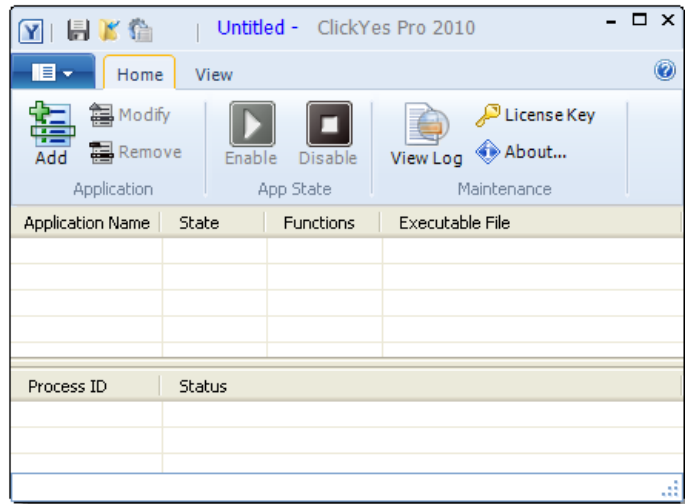 Untitled - ClickYes Pro 2010
Home View
Add Modify Remove Enable Disable View Log License Key About...
Application App State Maintenance
Application Name State Functions Executable File
Process ID Status